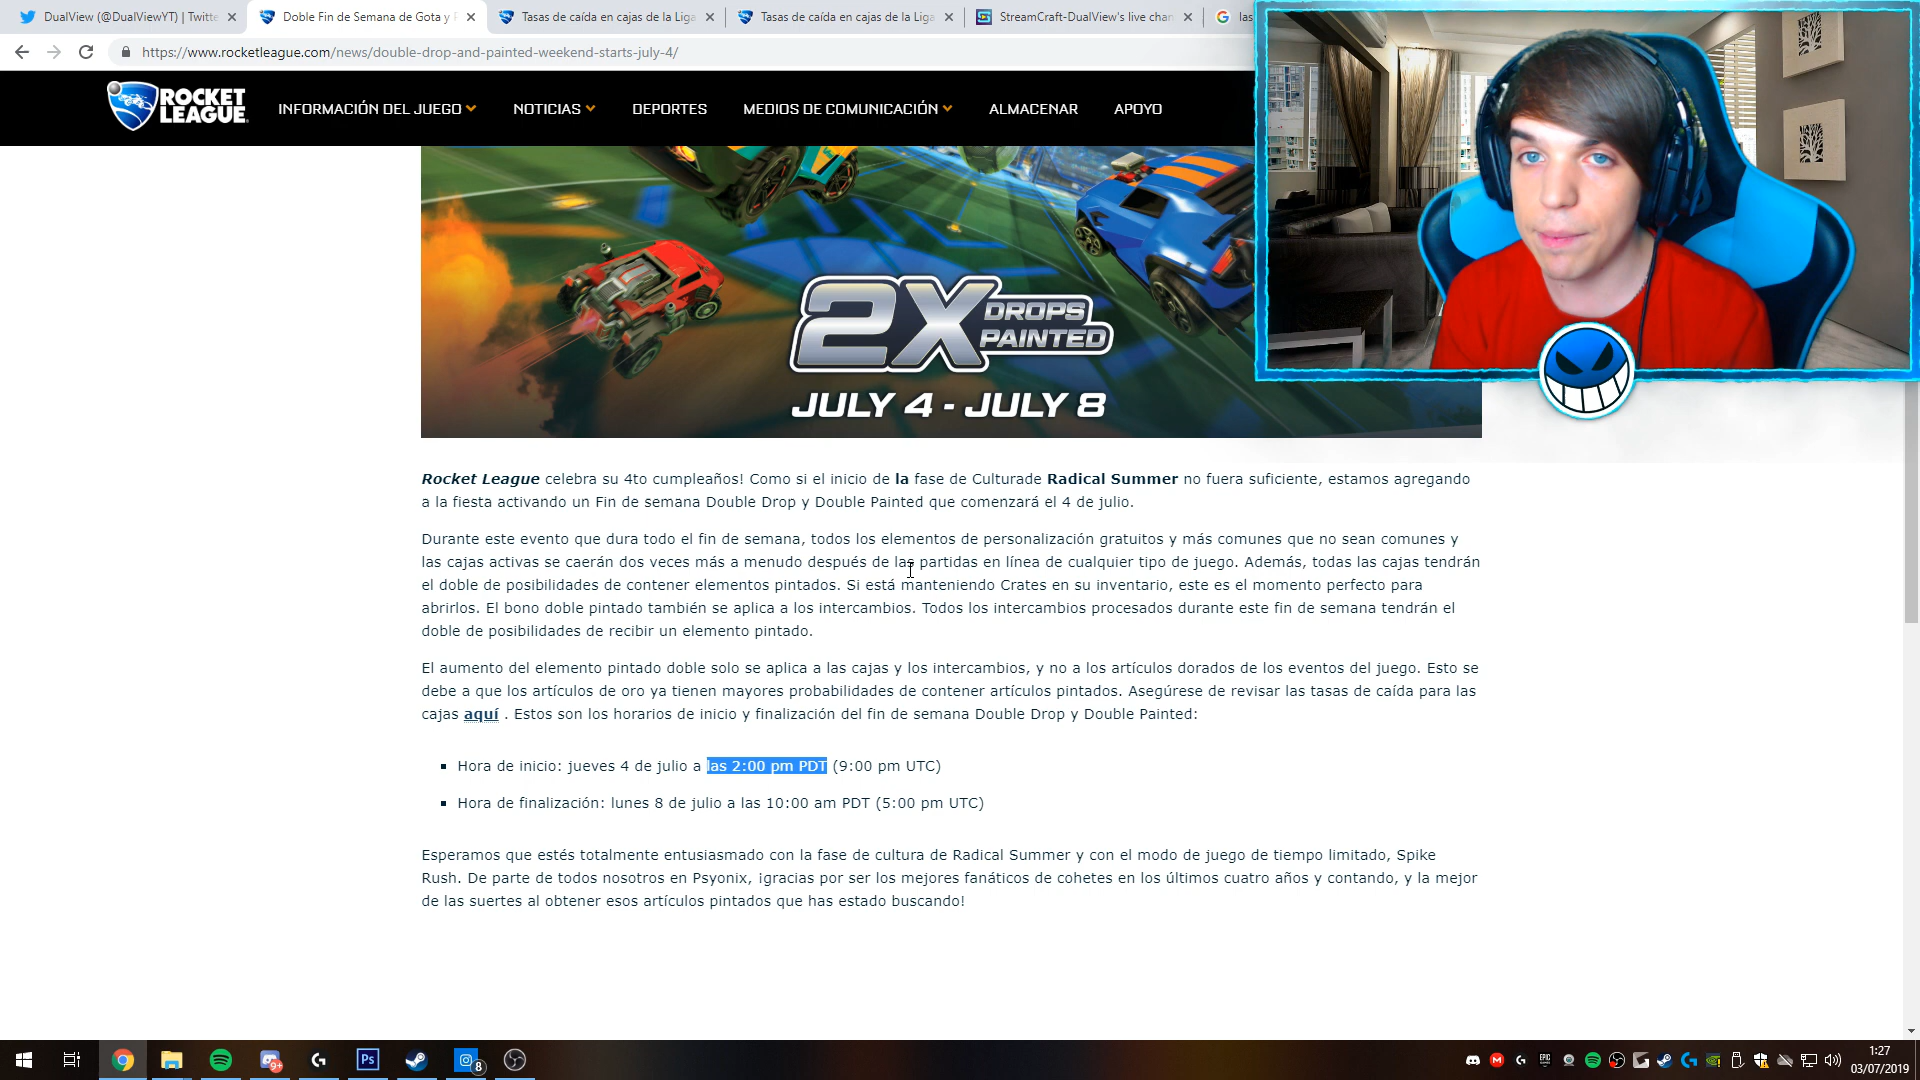 DualView (@DualViewYT) | Twitte
Doble Fin de Semana de Gota y P
Tasas de caída en cajas de la Liga
Tasas de caída en cajas de la Liga
StreamCraft-DualView's live chan
las
https://www.rocketleague.com/news/double-drop-and-painted-weekend-starts-july-4/
ROCKET LEAGUE
INFORMACIÓN DEL JUEGO
NOTICIAS
DEPORTES
MEDIOS DE COMUNICACIÓN
ALMACENAR
APOYO
2X DROPS PAINTED
JULY 4 - JULY 8
Rocket League celebra su 4to cumpleaños! Como si el inicio de la fase de Culturade Radical Summer no fuera suficiente, estamos agregando
a la fiesta activando un Fin de semana Double Drop y Double Painted que comenzará el 4 de julio.
Durante este evento que dura todo el fin de semana, todos los elementos de personalización gratuitos y más comunes que no sean comunes y
las cajas activas se caerán dos veces más a menudo después de las partidas en línea de cualquier tipo de juego. Además, todas las cajas tendrán
el doble de posibilidades de contener elementos pintados. Si está manteniendo Crates en su inventario, este es el momento perfecto para
abrirlos. El bono doble pintado también se aplica a los intercambios. Todos los intercambios procesados durante este fin de semana tendrán el
doble de posibilidades de recibir un elemento pintado.
El aumento del elemento pintado doble solo se aplica a las cajas y los intercambios, y no a los artículos dorados de los eventos del juego. Esto se
debe a que los artículos de oro ya tienen mayores probabilidades de contener artículos pintados. Asegúrese de revisar las tasas de caída para las
cajas aquí . Estos son los horarios de inicio y finalización del fin de semana Double Drop y Double Painted:
Hora de inicio: jueves 4 de julio a las 2:00 pm PDT (9:00 pm UTC)
Hora de finalización: lunes 8 de julio a las 10:00 am PDT (5:00 pm UTC)
Esperamos que estés totalmente entusiasmado con la fase de cultura de Radical Summer y con el modo de juego de tiempo limitado, Spike
Rush. De parte de todos nosotros en Psyonix, ¡gracias por ser los mejores fanáticos de cohetes en los últimos cuatro años y contando, y la mejor
de las suertes al obtener esos artículos pintados que has estado buscando!
9+
Ps
8
1:27
03/07/2019